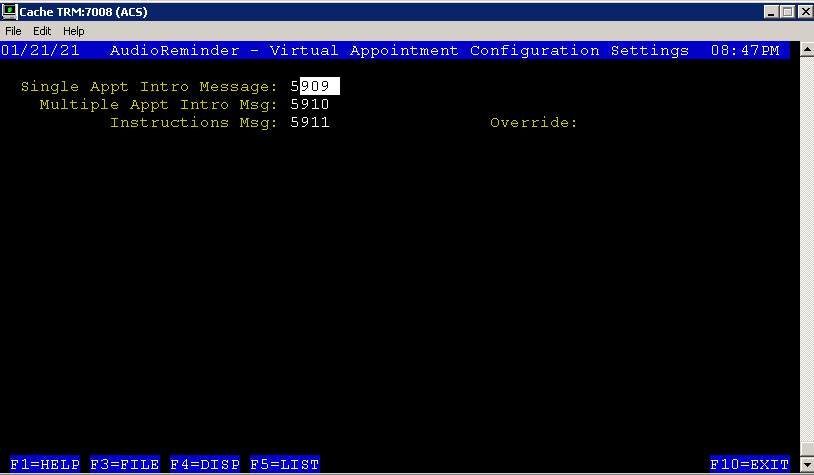 Cache TRM:7008 (ACS)
File Edit Help
01/21/21 AudioReminder - Virtual Appointment Configuration Settings 08:47PM
Single Appt Intro Message: 5909
Multiple Appt Intro Msg: 5910
Instructions Msg: 5911 Override:
F1=HELP F3=FILE F4=DISP F5=LIST F10=EXIT